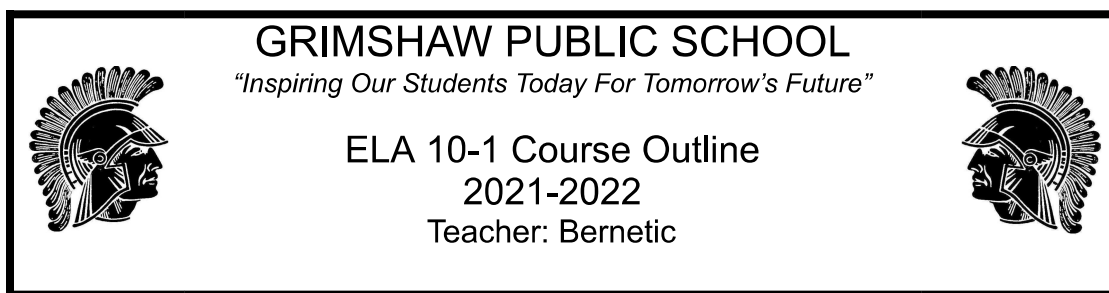 GRIMSHAW PUBLIC SCHOOL
“Inspiring Our Students Today For Tomorrow’s Future”
ELA 10-1 Course Outline
2021-2022
Teacher: Bernetic